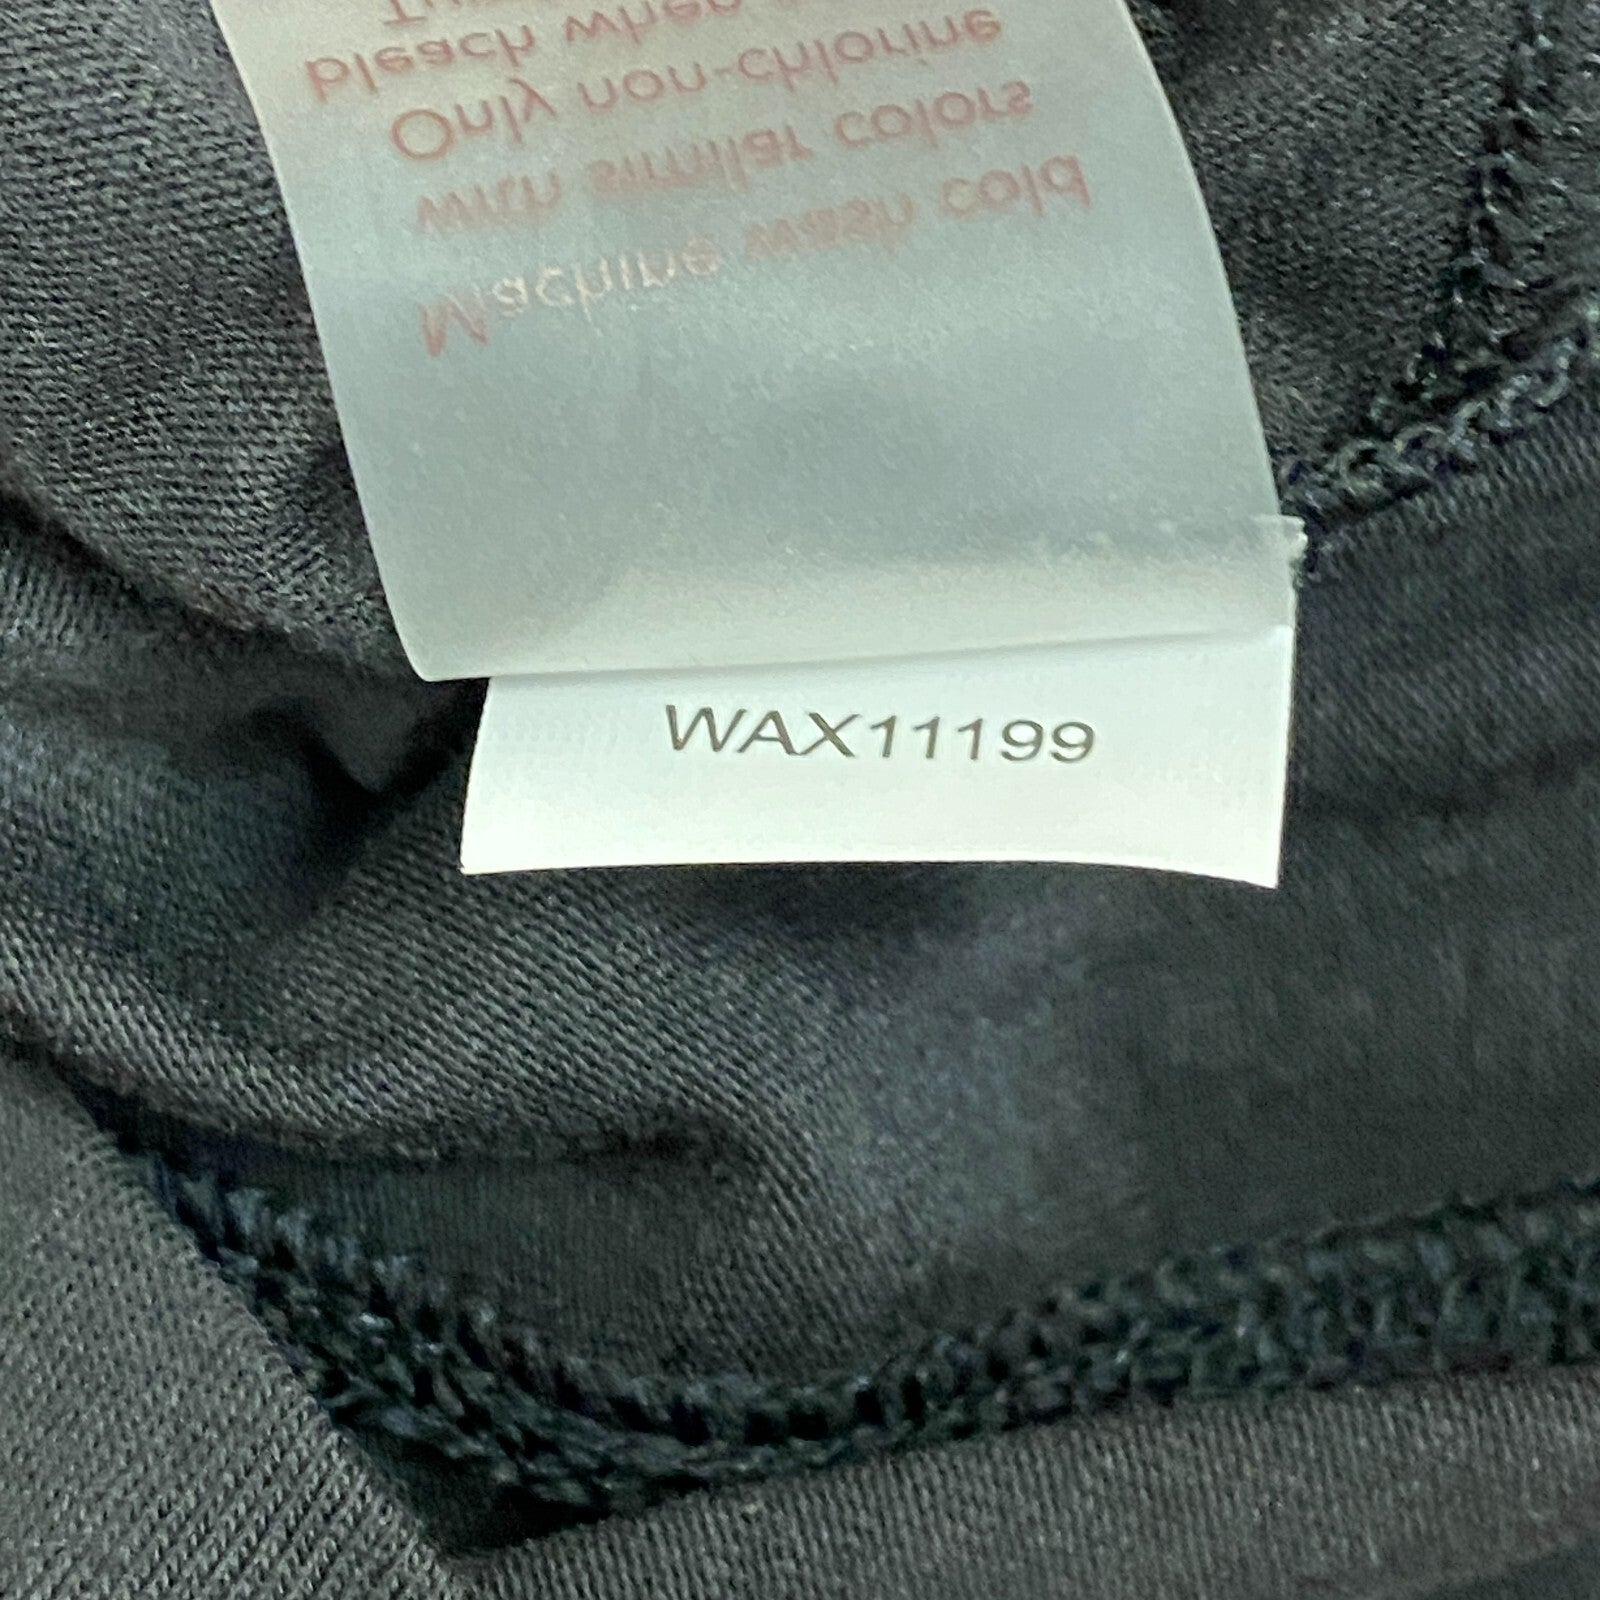 Machine wash cold
with similar colors
Only non-chlorine
bleach when
WAX11199